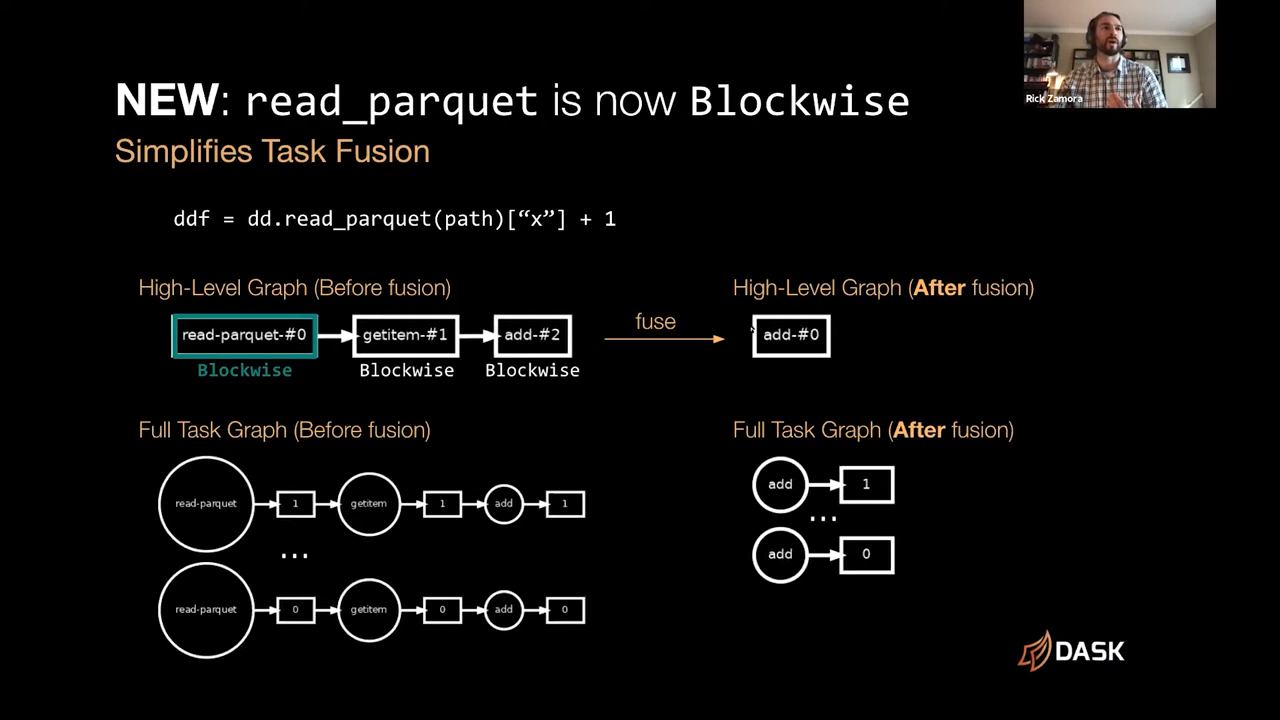 Rick Zamora
NEW: read_parquet is now Blockwise
Simplifies Task Fusion
ddf = dd.read_parquet(path)[“x”] + 1
High-Level Graph (Before fusion)
read-parquet-#0
getitem-#1
add-#2
Blockwise
Blockwise
Blockwise
fuse
High-Level Graph (After fusion)
add-#0
Full Task Graph (Before fusion)
read-parquet 1 getitem 1 add 1
...
read-parquet 0 getitem 0 add 0
Full Task Graph (After fusion)
add 1
...
add 0
DASK